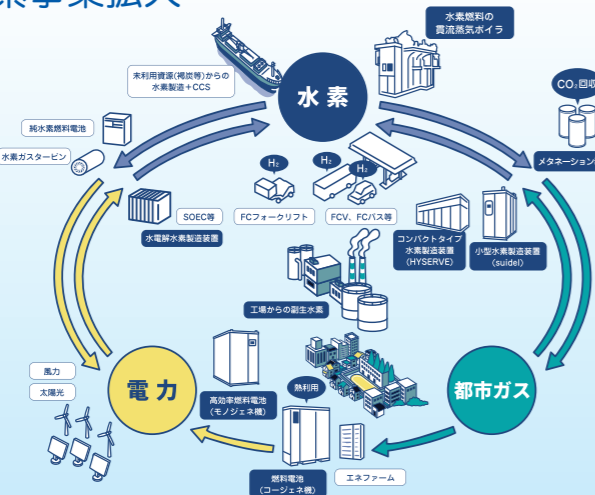 業事業拡大
水素燃料の
貫流蒸気ボイラ
未利用資源(褐炭等)からの
水素製造+CCS
水 素
CO₂回収
純水素燃料電池
水素ガスタービン
メタネーション
H₂
H₂
H₂
SOEC等
水電解水素製造装置
FCフォークリフト
FCV、FCバス等
コンパクトタイプ
水素製造装置
(HYSERVE)
小型水素製造装置
(suidel)
工場からの副生水素
風力
太陽光
電 力
高効率燃料電池
(モノジェネ機)
熱利用
都市ガス
燃料電池
(コージェネ機)
エネファーム